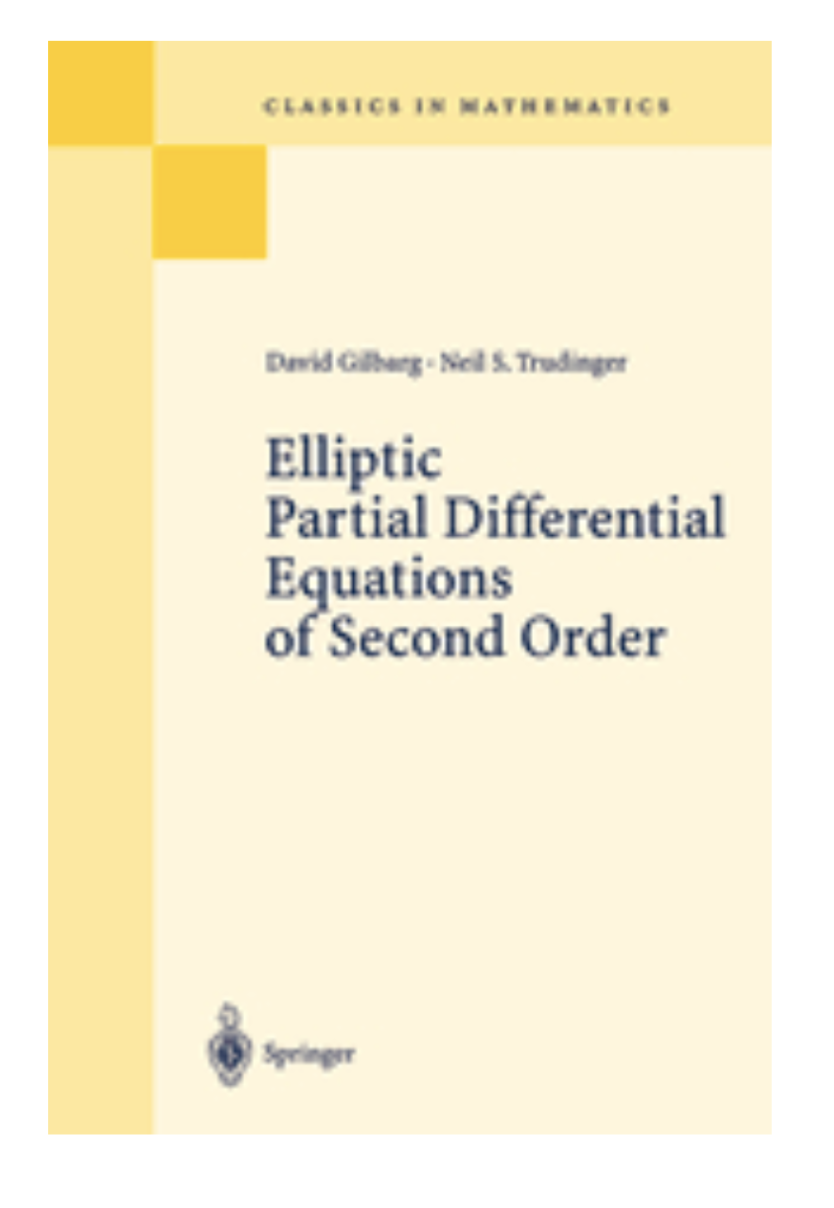 CLASSICS IN MATHEMATICS
David Gilbarg · Neil S. Trudinger
Elliptic
Partial Differential
Equations
of Second Order
Springer